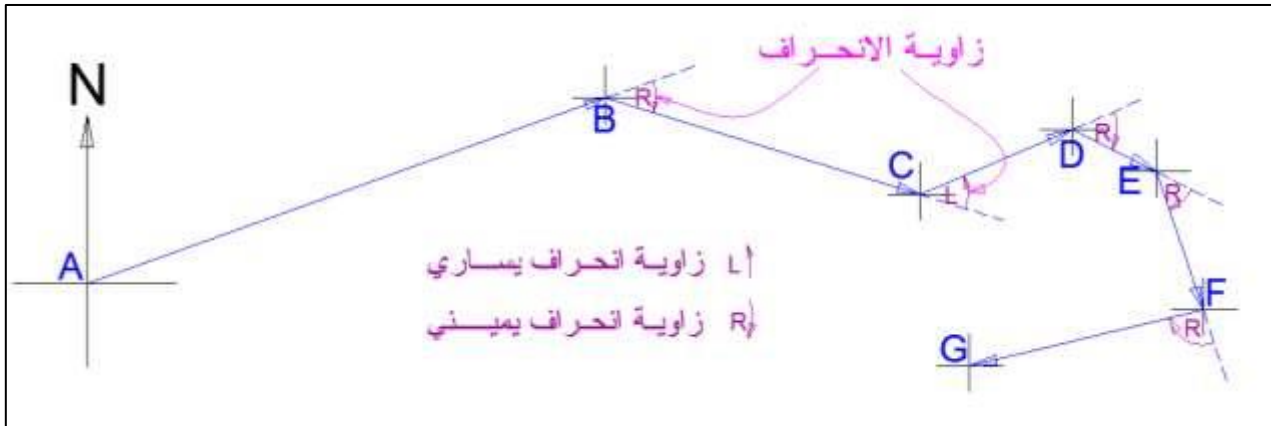 زاوية الانحراف
N
R
B
D
R
C
E
L
R
A
L زاوية انحراف يساري
F
R زاوية انحراف يميني
R
G